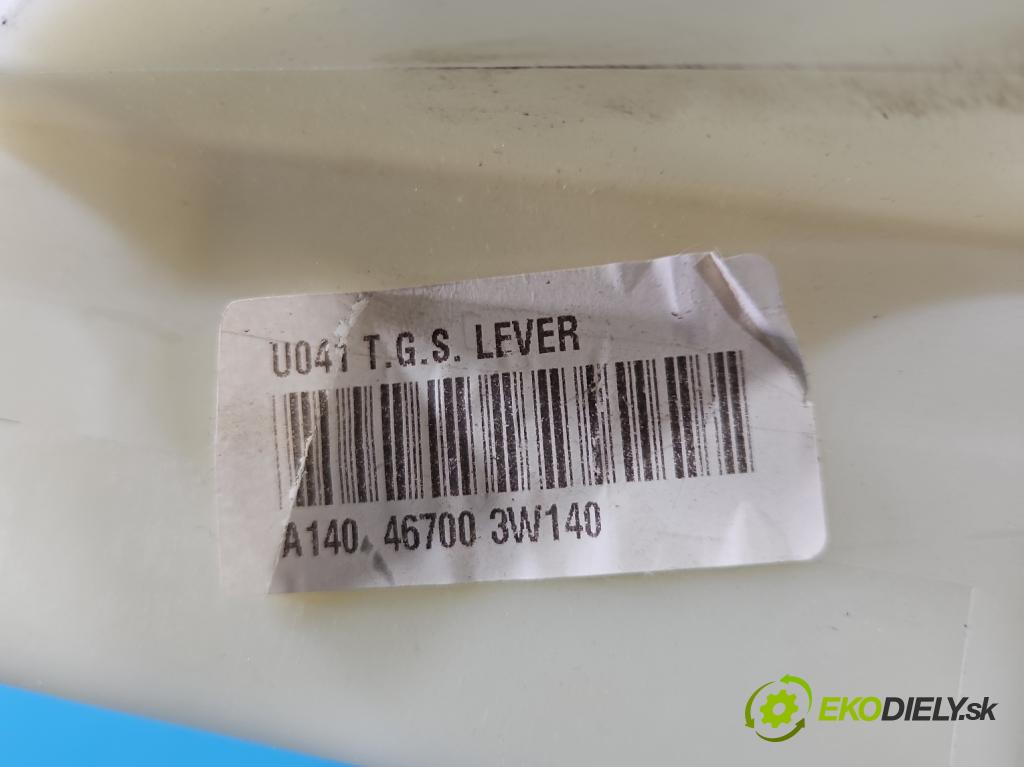 U041 T.G.S. LEVER
A140 46700 3W140
EKODIELY.sk